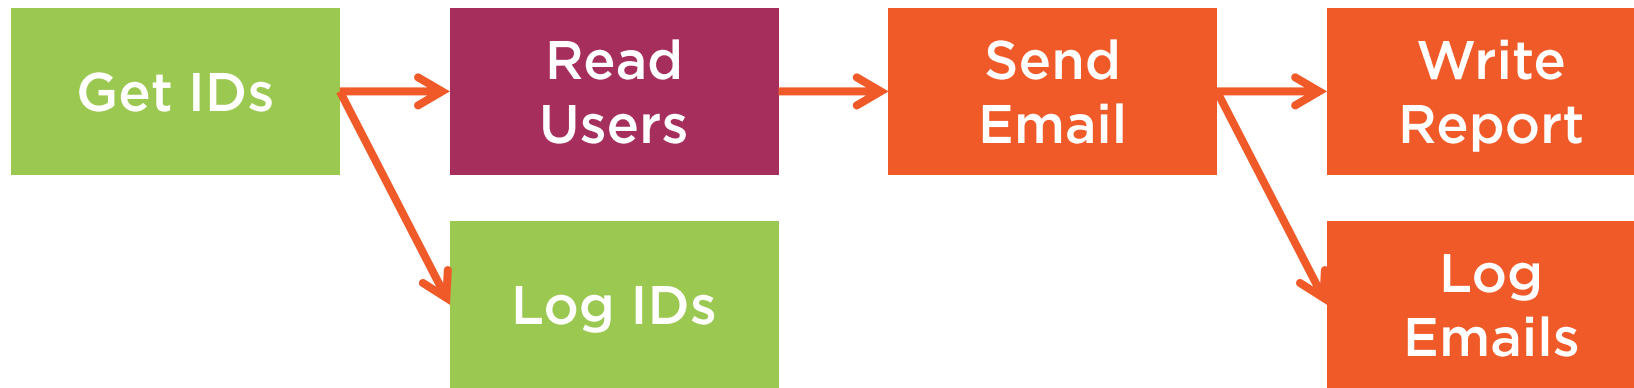 Get IDs
Read
Users
Send
Email
Write
Report
Log IDs
Log
Emails